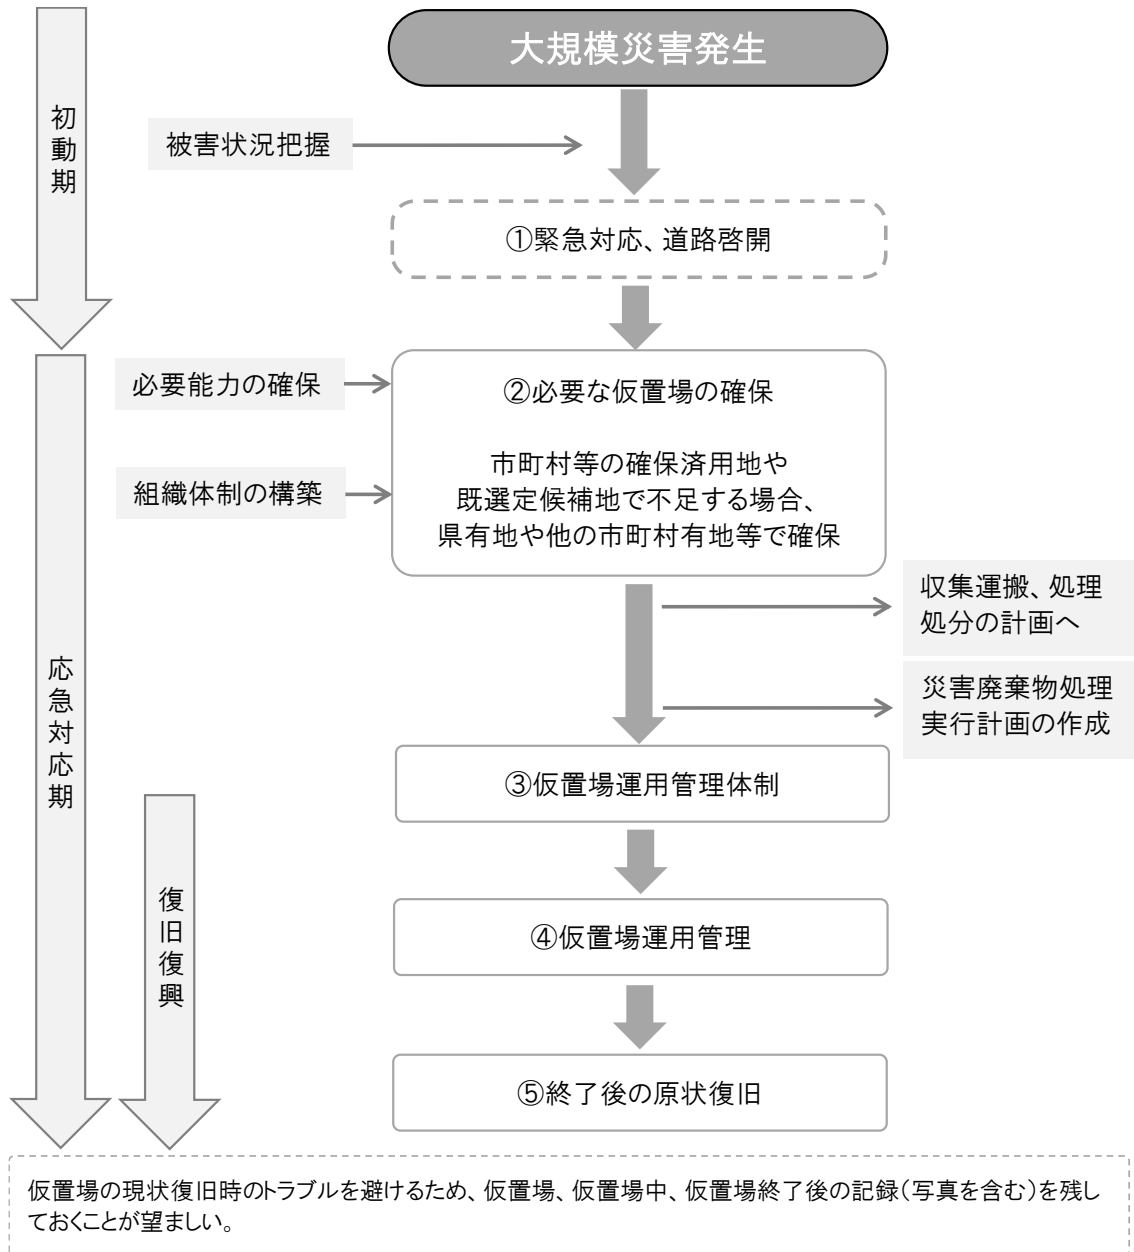 大規模災害発生
初動期
被害状況把握
①緊急対応、道路啓開
必要能力の確保
②必要な仮置場の確保
組織体制の構築
市町村等の確保済用地や
既選定候補地で不足する場合、
県有地や他の市町村有地等で確保
収集運搬、処理
処分の計画へ
災害廃棄物処理
実行計画の作成
応急対応期
③仮置場運用管理体制
復旧復興
④仮置場運用管理
⑤終了後の原状復旧
仮置場の現状復旧時のトラブルを避けるため、仮置場、仮置場中、仮置場終了後の記録（写真を含む）を残し
ておくことが望ましい。